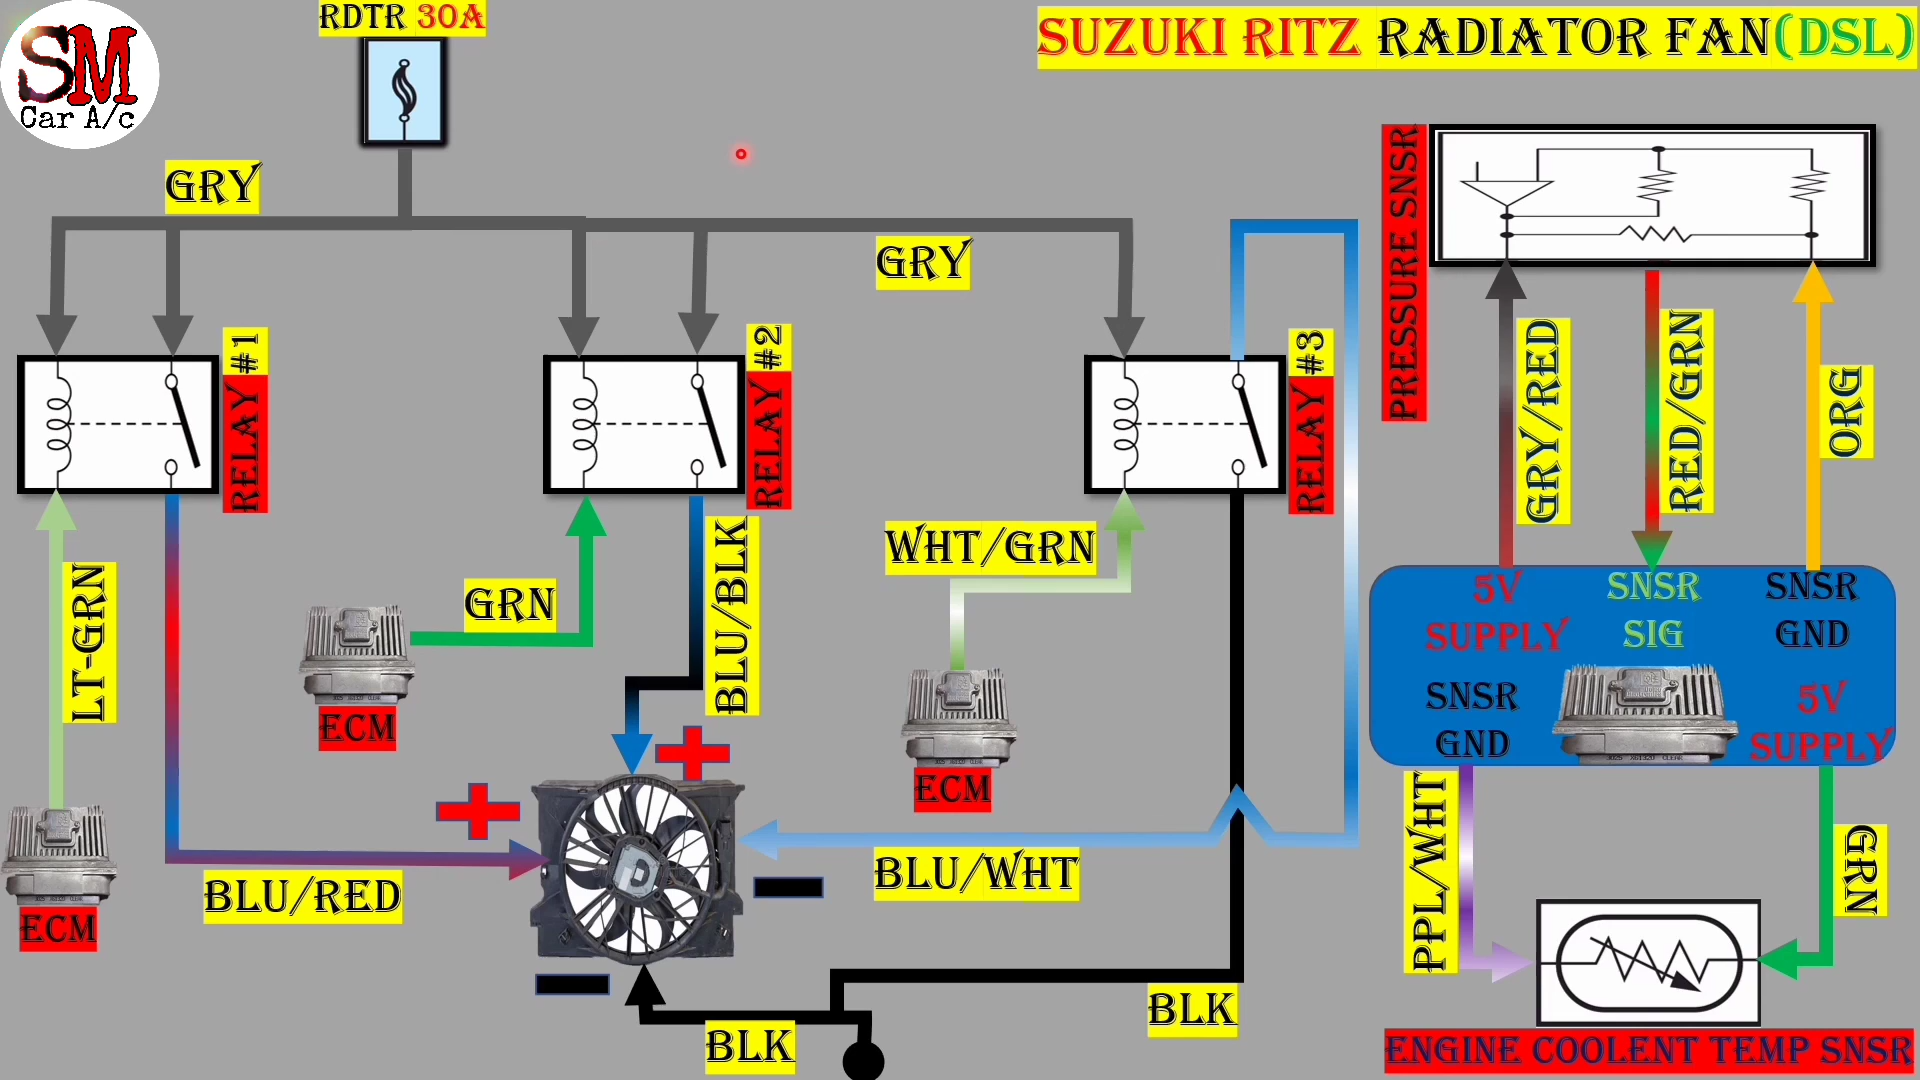 SM
Car A/c
RDTR 30A
SUZUKI RITZ RADIATOR FAN(DSL)
GRY
GRY
RELAY #1
RELAY #2
RELAY #3
PRESSURE SNSR
GRY/RED
RED/GRN
ORG
LT-GRN
GRN
BLU/BLK
WHT/GRN
ECM
ECM
ECM
BLU/RED
BLU/WHT
BLK
BLK
5V SNSR SNSR
SUPPLY SIG GND
SNSR 5V
GND SUPPLY
PPL/WHT
GRN
ENGINE COOLENT TEMP SNSR